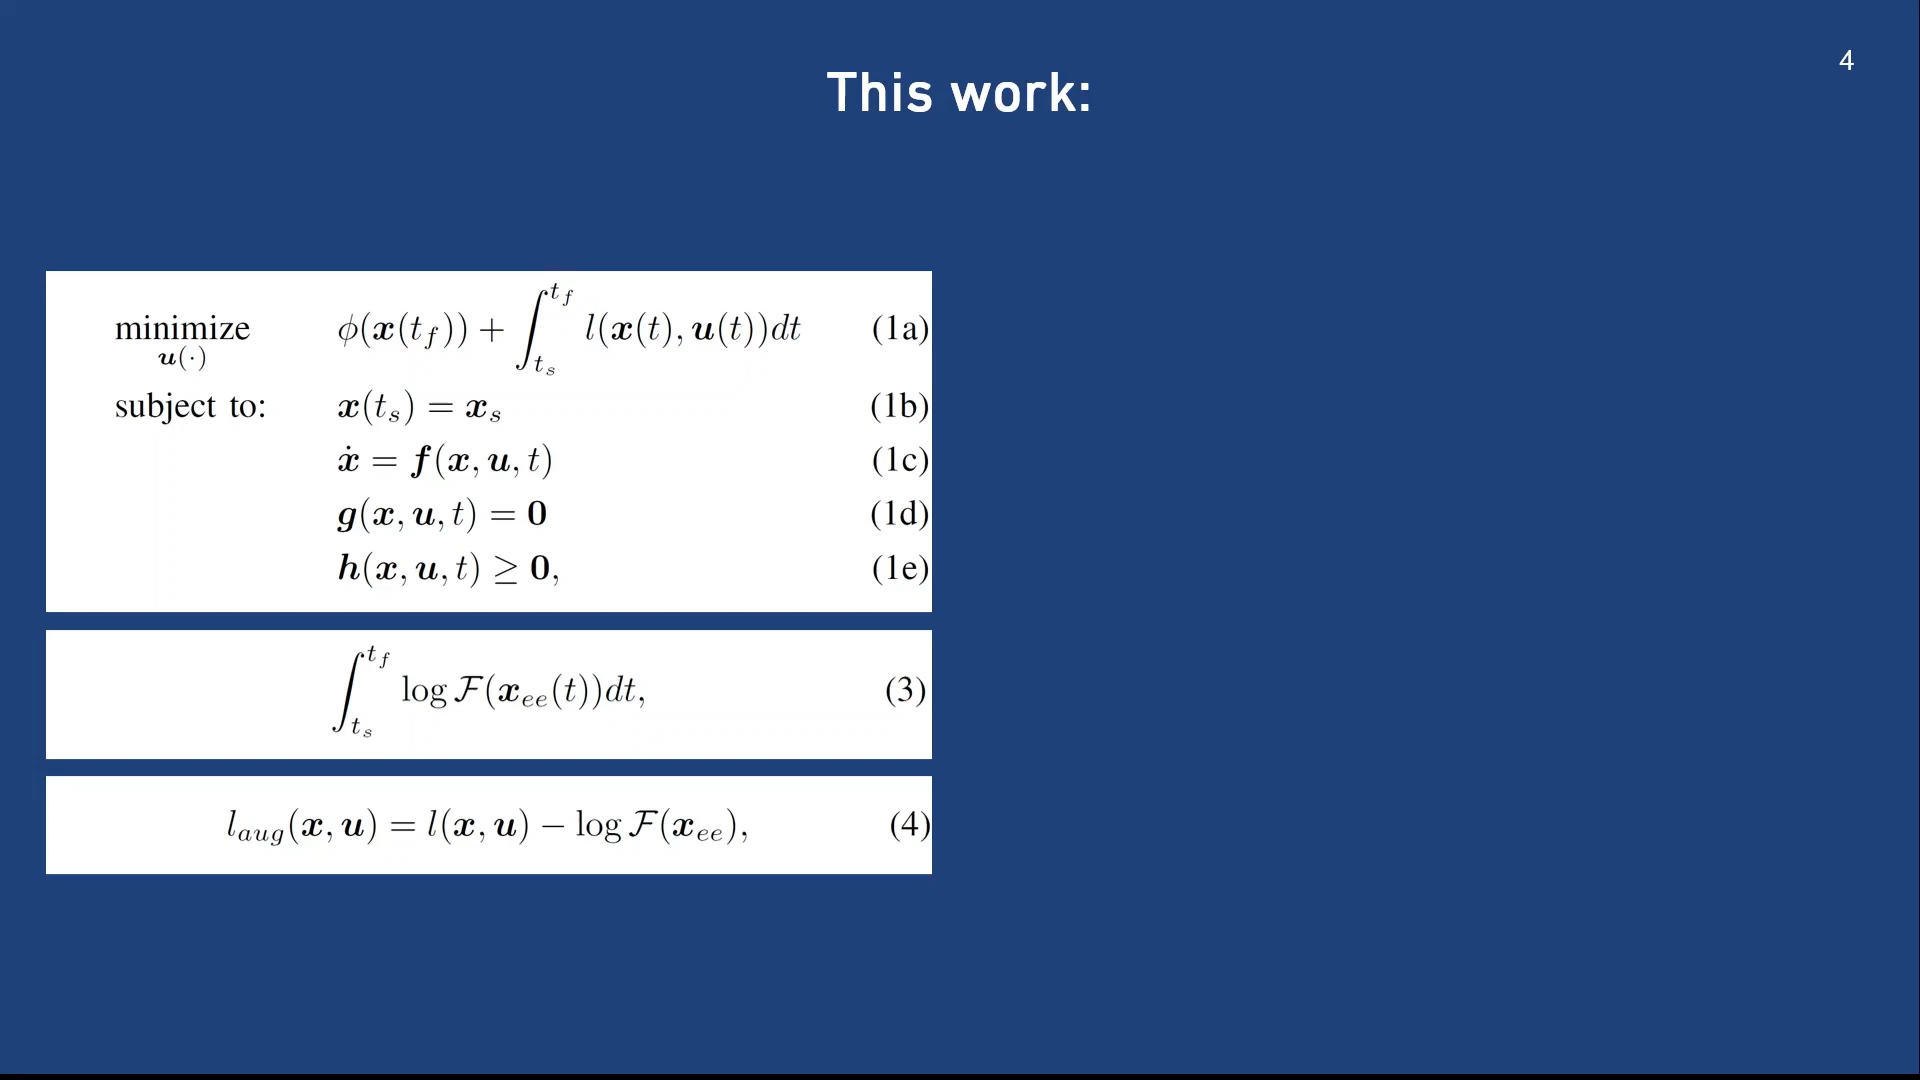 4
This work:
minimize ϕ(x(t_f)) + ∫_{t_s}^{t_f} l(x(t), u(t))dt (1a)
u(·)
subject to: x(t_s) = x_s (1b)
ẋ = f(x, u, t) (1c)
g(x, u, t) = 0 (1d)
h(x, u, t) ≥ 0, (1e)
∫_{t_s}^{t_f} log ℱ(x_{ee}(t))dt, (3)
l_{aug}(x, u) = l(x, u) − log ℱ(x_{ee}), (4)